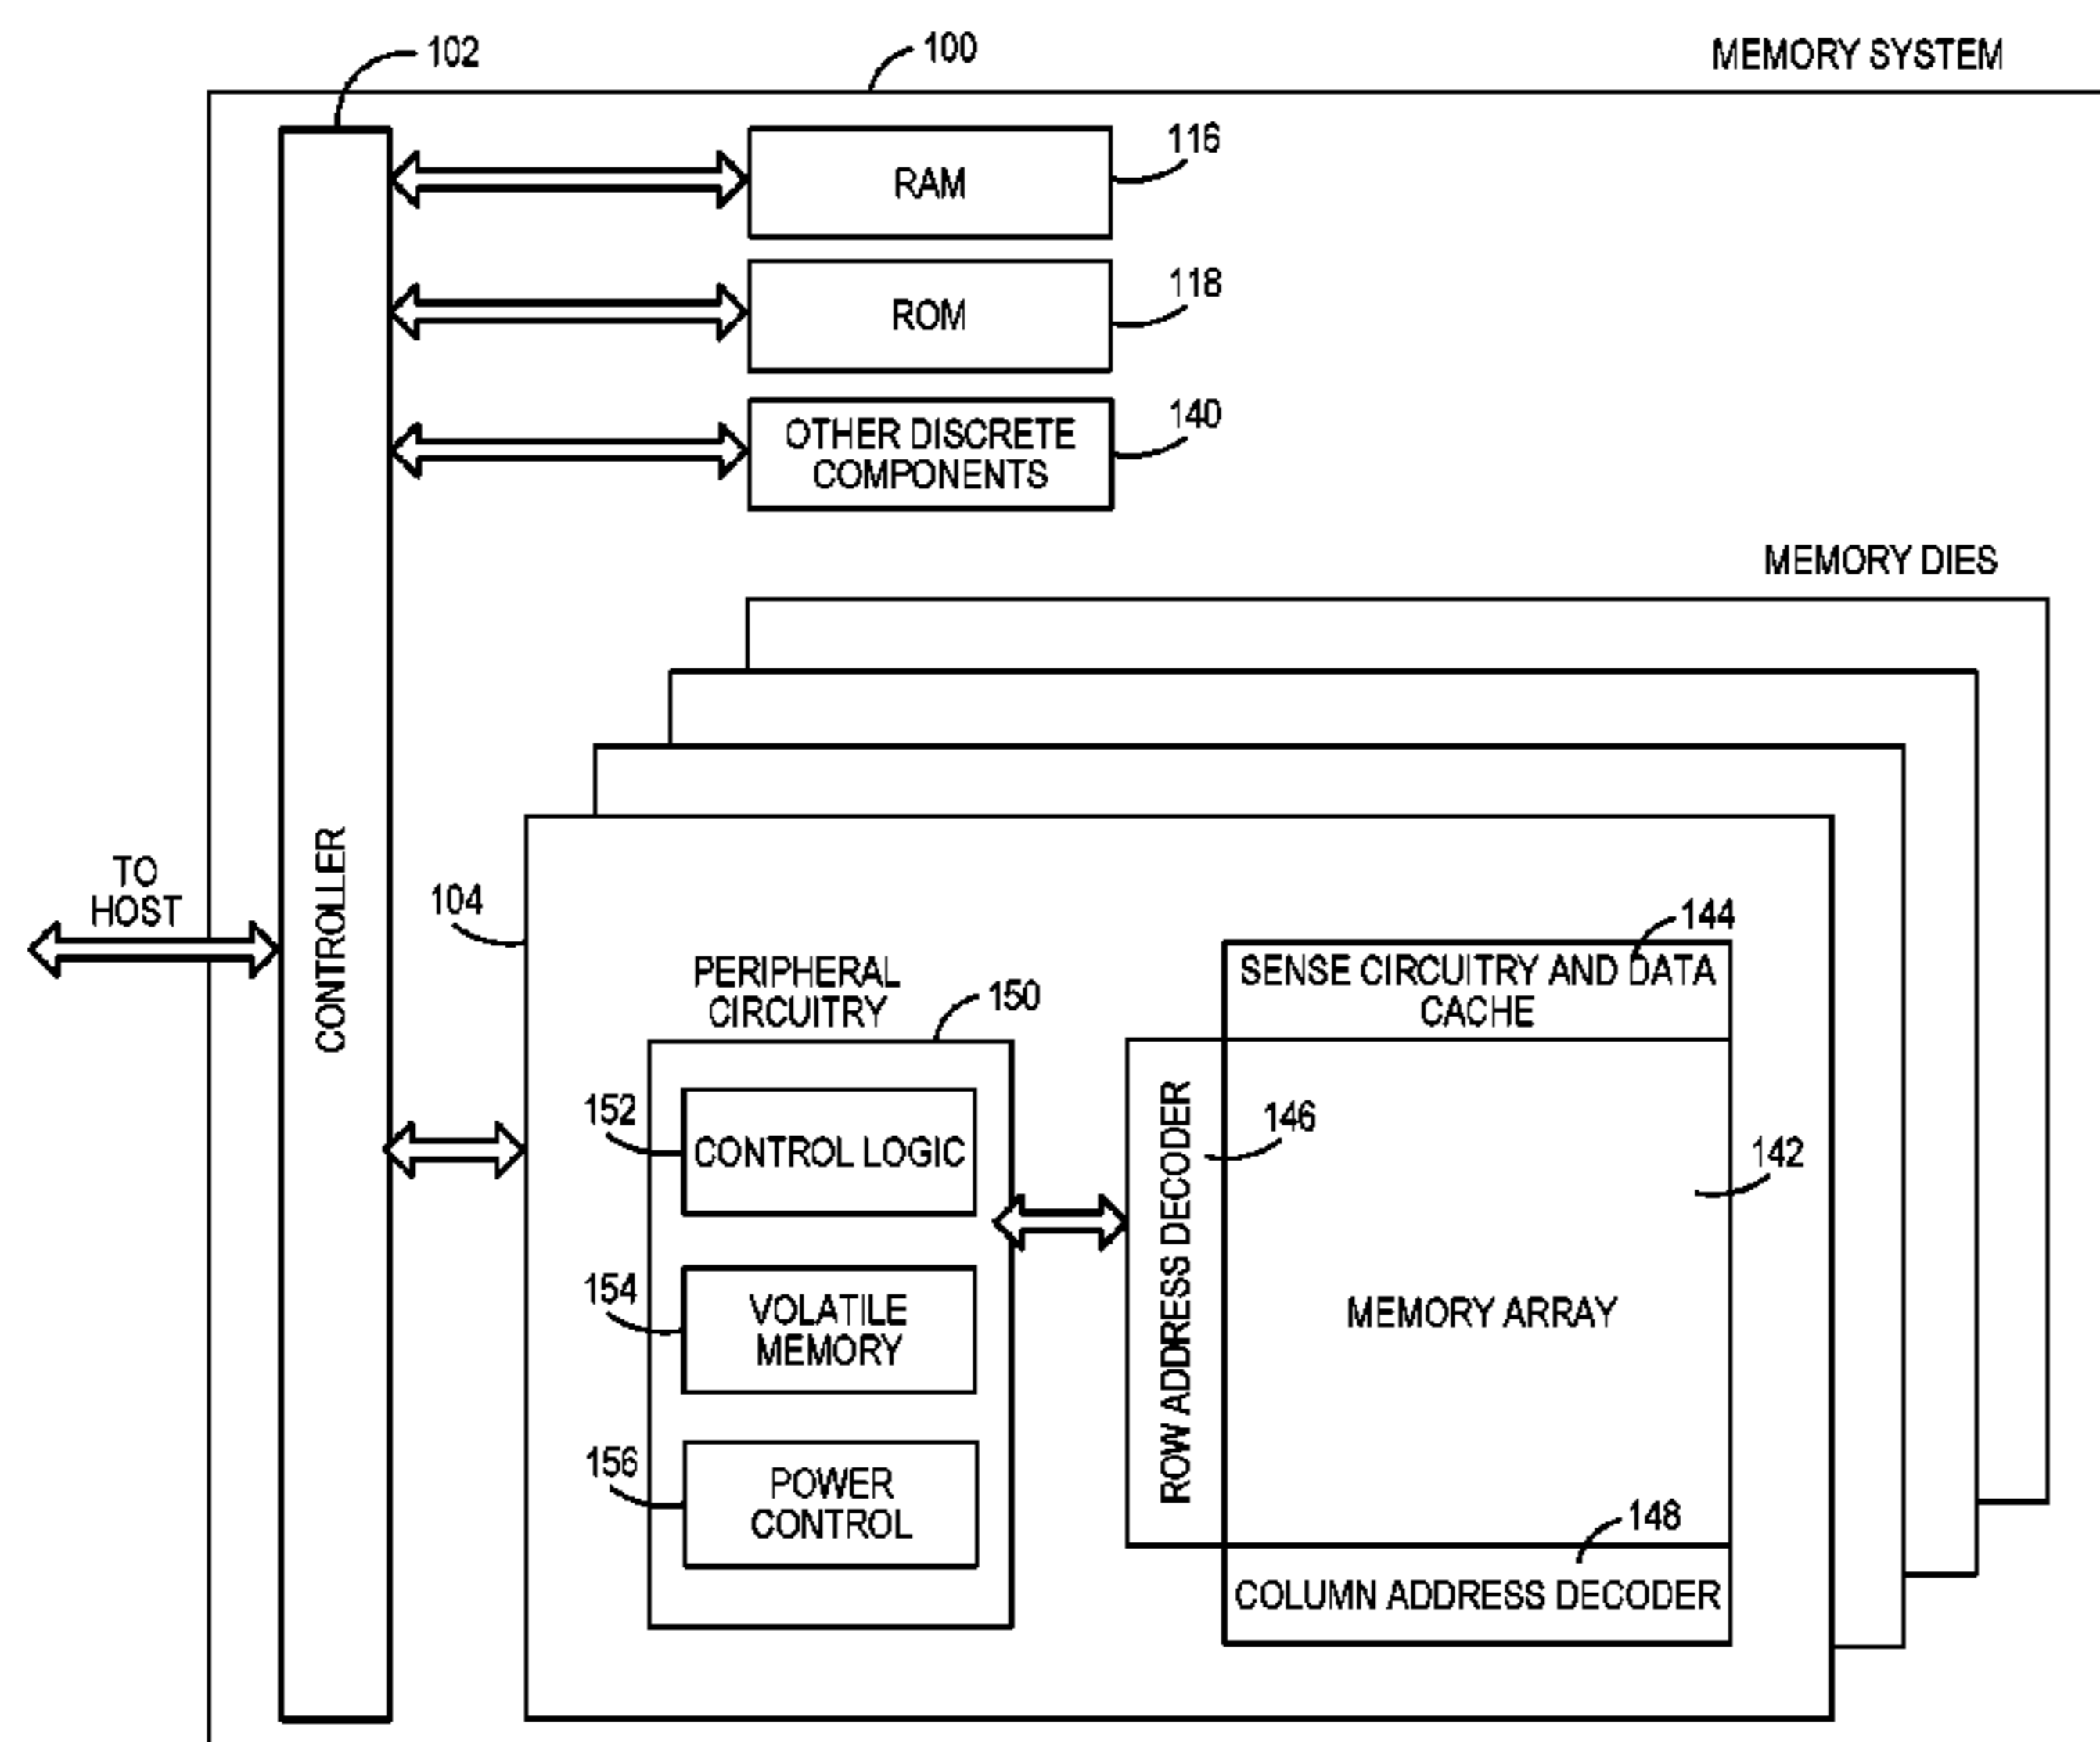 102
100
MEMORY SYSTEM
116
RAM
118
ROM
140
OTHER DISCRETE
COMPONENTS
MEMORY DIES
TO
HOST
CONTROLLER
104
PERIPHERAL
CIRCUITRY
150
144
SENSE CIRCUITRY AND DATA
CACHE
152
CONTROL LOGIC
ROW ADDRESS DECODER
146
142
154
VOLATILE
MEMORY
MEMORY ARRAY
156
POWER
CONTROL
148
COLUMN ADDRESS DECODER